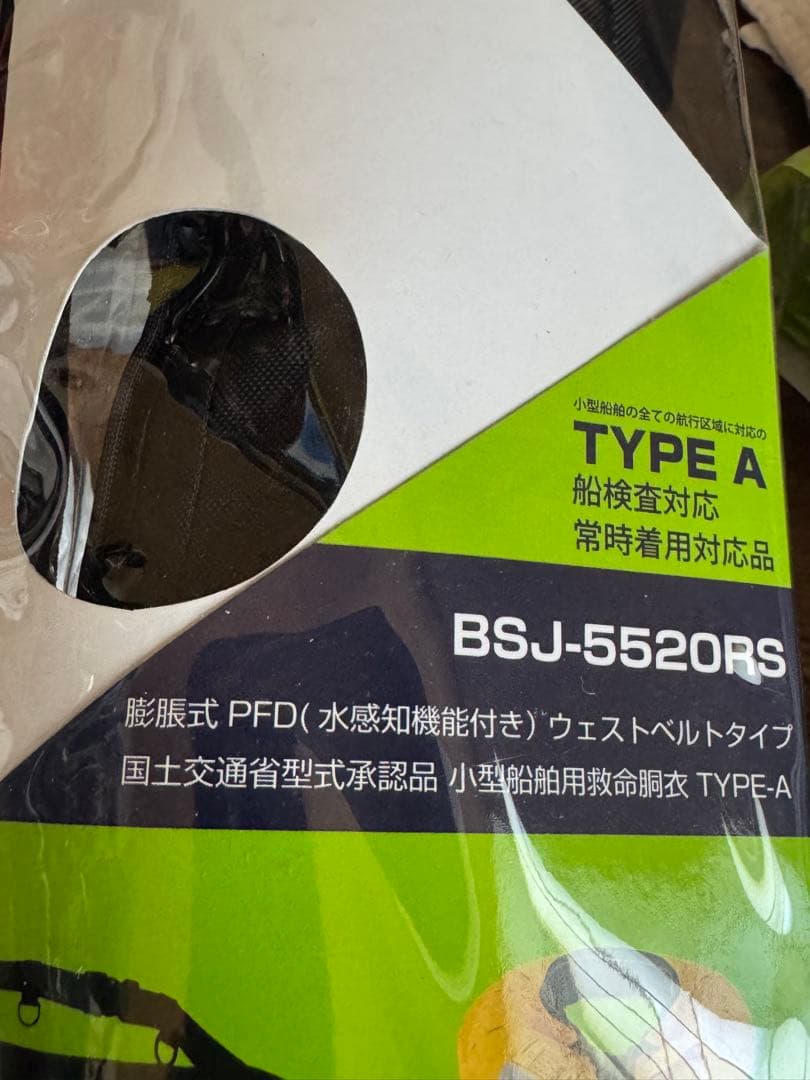 小型船舶の全ての航行区域に対応の
TYPE A
船検査対応
常時着用対応品
BSJ-5520RS
膨脹式 PFD(水感知機能付き) ウェストベルトタイプ
国土交通省型式承認品 小型船舶用救命胴衣 TYPE-A